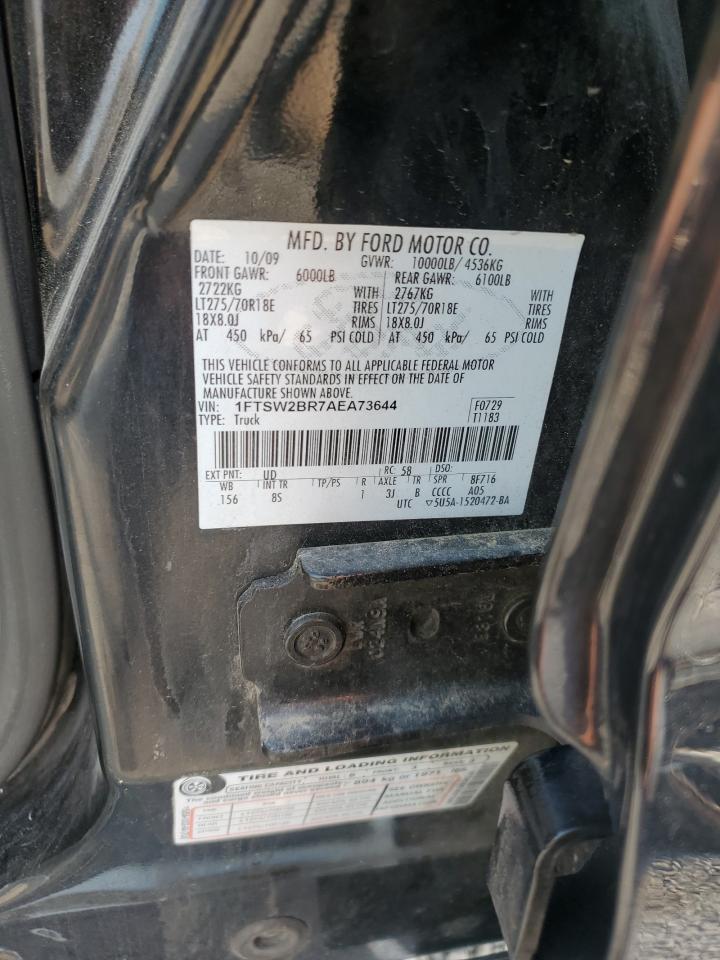 MFD. BY FORD MOTOR CO.
DATE: 10/09 GVWR: 10000LB/ 4536KG
FRONT GAWR: 6000LB REAR GAWR: 6100LB
2722KG WITH 2767KG WITH
LT275/70R18E TIRES LT275/70R18E TIRES
18X8.0J RIMS 18X8.0J RIMS
AT 450 kPa/ 65 PSI COLD AT 450 kPa/ 65 PSI COLD
THIS VEHICLE CONFORMS TO ALL APPLICABLE FEDERAL MOTOR
VEHICLE SAFETY STANDARDS IN EFFECT ON THE DATE OF
MANUFACTURE SHOWN ABOVE.
VIN: 1FTSW2BR7AEA73644 F0729
TYPE: Truck T1183
EXT PNT: UD RC: 58 DSO:
WB INT TR TP/PS R AXLE TR SPR 8F716
156 8S 1 3J B CCCC A05
UTC ▽5U5A-1520472-BA
TIRE AND LOADING INFORMATION
SEATING CAPACITY